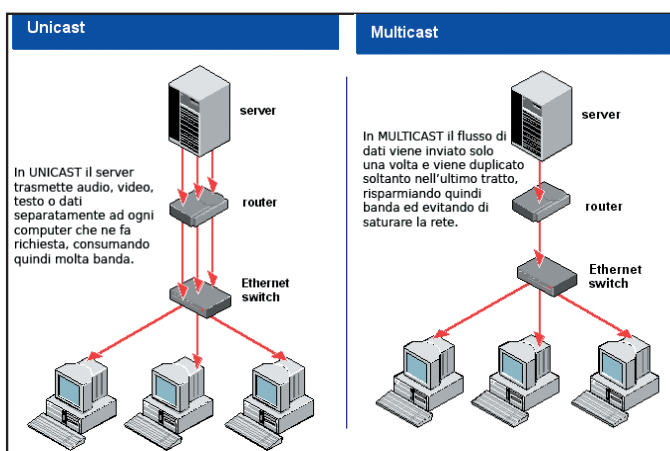 Unicast
server
In UNICAST il server
trasmette audio, video,
testo o dati
separatamente ad ogni
computer che ne fa
richiesta, consumando
quindi molta banda.
router
Ethernet
switch
Multicast
server
In MULTICAST il flusso di
dati viene inviato solo
una volta e viene duplicato
soltanto nell'ultimo tratto,
risparmiando quindi
banda ed evitando di
saturare la rete.
router
Ethernet
switch